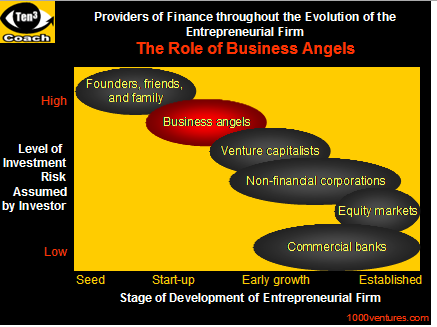 Ten3
Coach
Providers of Finance throughout the Evolution of the
Entrepreneurial Firm
The Role of Business Angels
High
Level of
Investment
Risk
Assumed
by Investor
Low
Founders, friends,
and family
Business angels
Venture capitalists
Non-financial corporations
Equity markets
Commercial banks
Seed
Start-up
Early growth
Established
Stage of Development of Entrepreneurial Firm
1000ventures.com